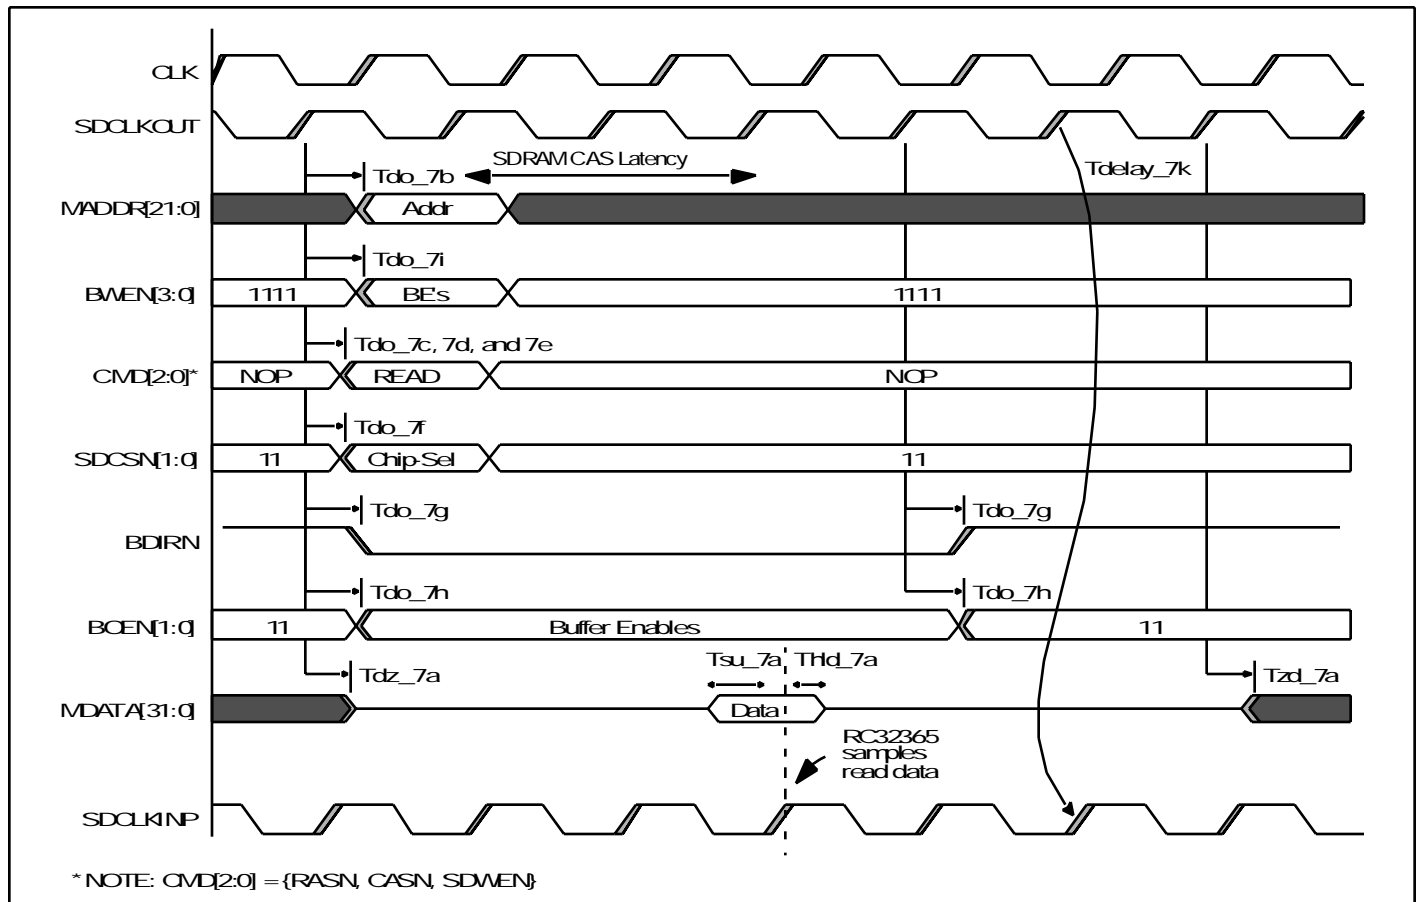 CLK
SDCLKOUT
SDRAM CAS Latency
Tdo_7b
Tdelay_7k
MADDR[21:0]
Addr
Tdo_7i
BWEN[3:0]
1111
BE's
1111
Tdo_7c, 7d, and 7e
CMD[2:0]*
NOP
READ
NOP
Tdo_7f
SDCSN[1:0]
11
Chip-Sel
11
Tdo_7g
Tdo_7g
BDIRN
Tdo_7h
Tdo_7h
BOEN[1:0]
11
Buffer Enables
11
Tsu_7a
Thld_7a
Tdz_7a
Tzd_7a
MDATA[31:0]
Data
RC32365
samples
read data
SDCLKINP
* NOTE: CMD[2:0] = {RASN, CASN, SDWEN}